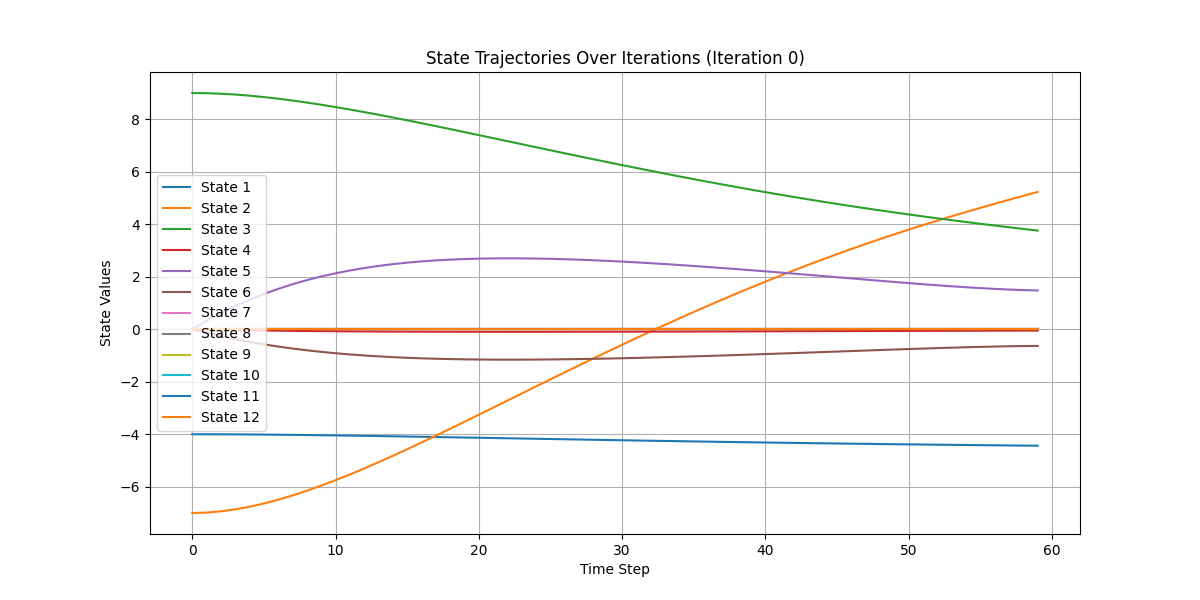 State Trajectories Over Iterations (Iteration 0)
State Values
8
6
4
2
0
−2
−4
−6
State 1
State 2
State 3
State 4
State 5
State 6
State 7
State 8
State 9
State 10
State 11
State 12
0 10 20 30 40 50 60
Time Step